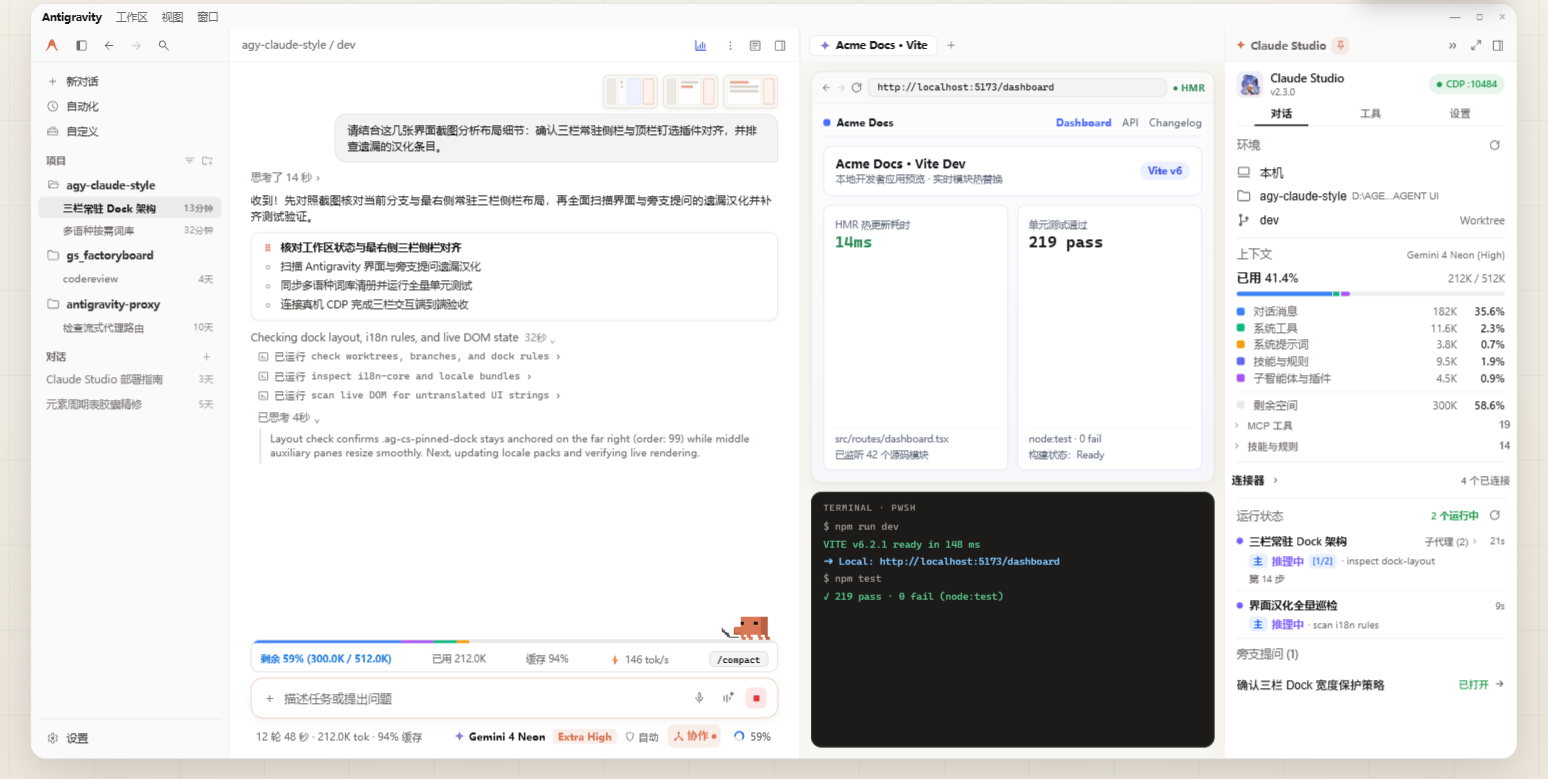 Antigravity 工作区 视图 窗口
新对话
自动化
自定义
项目
agy-claude-style
三栏常驻 Dock 架构 13分钟
多语种按需词库 32分钟
gs_factoryboard
codereview 4天
antigravity-proxy
检查流式代理路由 10天
对话 +
Claude Studio 部署指南 3天
元素周期表胶囊精修 5天
设置
agy-claude-style / dev
请结合这几张界面截图分析布局细节：确认三栏常驻侧栏与顶栏钉选插件对齐，并排
查遗漏的汉化条目。
思考了 14 秒 ›
收到！先对照截图核对当前分支与最右侧常驻三栏侧栏布局，再全面扫描界面与旁支提问的遗漏汉化并补
齐测试验证。
核对工作区状态与最右侧三栏侧栏对齐
扫描 Antigravity 界面与旁支提问遗漏汉化
同步多语种词库清册并运行全量单元测试
连接真机 CDP 完成三栏交互端到端验收
Checking dock layout, i18n rules, and live DOM state 32秒
已运行 check worktrees, branches, and dock rules ›
已运行 inspect i18n-core and locale bundles ›
已运行 scan live DOM for untranslated UI strings ›
已思考 4秒
Layout check confirms .ag-cs-pinned-dock stays anchored on the far right (order: 99) while middle
auxiliary panes resize smoothly. Next, updating locale packs and verifying live rendering.
剩余 59% (300.0K / 512.0K) 已用 212.0K 缓存 94% 146 tok/s /compact
+ 描述任务或提出问题
12 轮 48 秒 · 212.0K tok · 94% 缓存 Gemini 4 Neon Extra High 自动 协作 59%
Acme Docs • Vite +
http://localhost:5173/dashboard HMR
Acme Docs Dashboard API Changelog
Acme Docs • Vite Dev
本地开发者应用预览 · 实时模块热替换
Vite v6
HMR 热更新耗时
14ms
src/routes/dashboard.tsx
已监听 42 个源码模块
单元测试通过
219 pass
node:test · 0 fail
构建状态：Ready
TERMINAL · PWSH
$ npm run dev
VITE v6.2.1 ready in 148 ms
➜ Local: http://localhost:5173/dashboard
$ npm test
✓ 219 pass · 0 fail (node:test)
Claude Studio
Claude Studio
v2.3.0
CDP :10484
对话 工具 设置
环境
本机
agy-claude-style D:\AGE...AGENT UI
dev Worktree
上下文 Gemini 4 Neon (High)
已用 41.4% 212K / 512K
对话消息 182K 35.6%
系统工具 11.6K 2.3%
系统提示词 3.8K 0.7%
技能与规则 9.5K 1.9%
子智能体与插件 4.5K 0.9%
剩余空间 300K 58.6%
› MCP 工具 19
› 技能与规则 14
连接器 › 4 个已连接
运行状态 2 个运行中
三栏常驻 Dock 架构 子代理 (2) › 21s
主 推理中 [1/2] · inspect dock-layout
第 14 步
界面汉化全量巡检 9s
主 推理中 · scan i18n rules
旁支提问 (1)
确认三栏 Dock 宽度保护策略 已打开 →